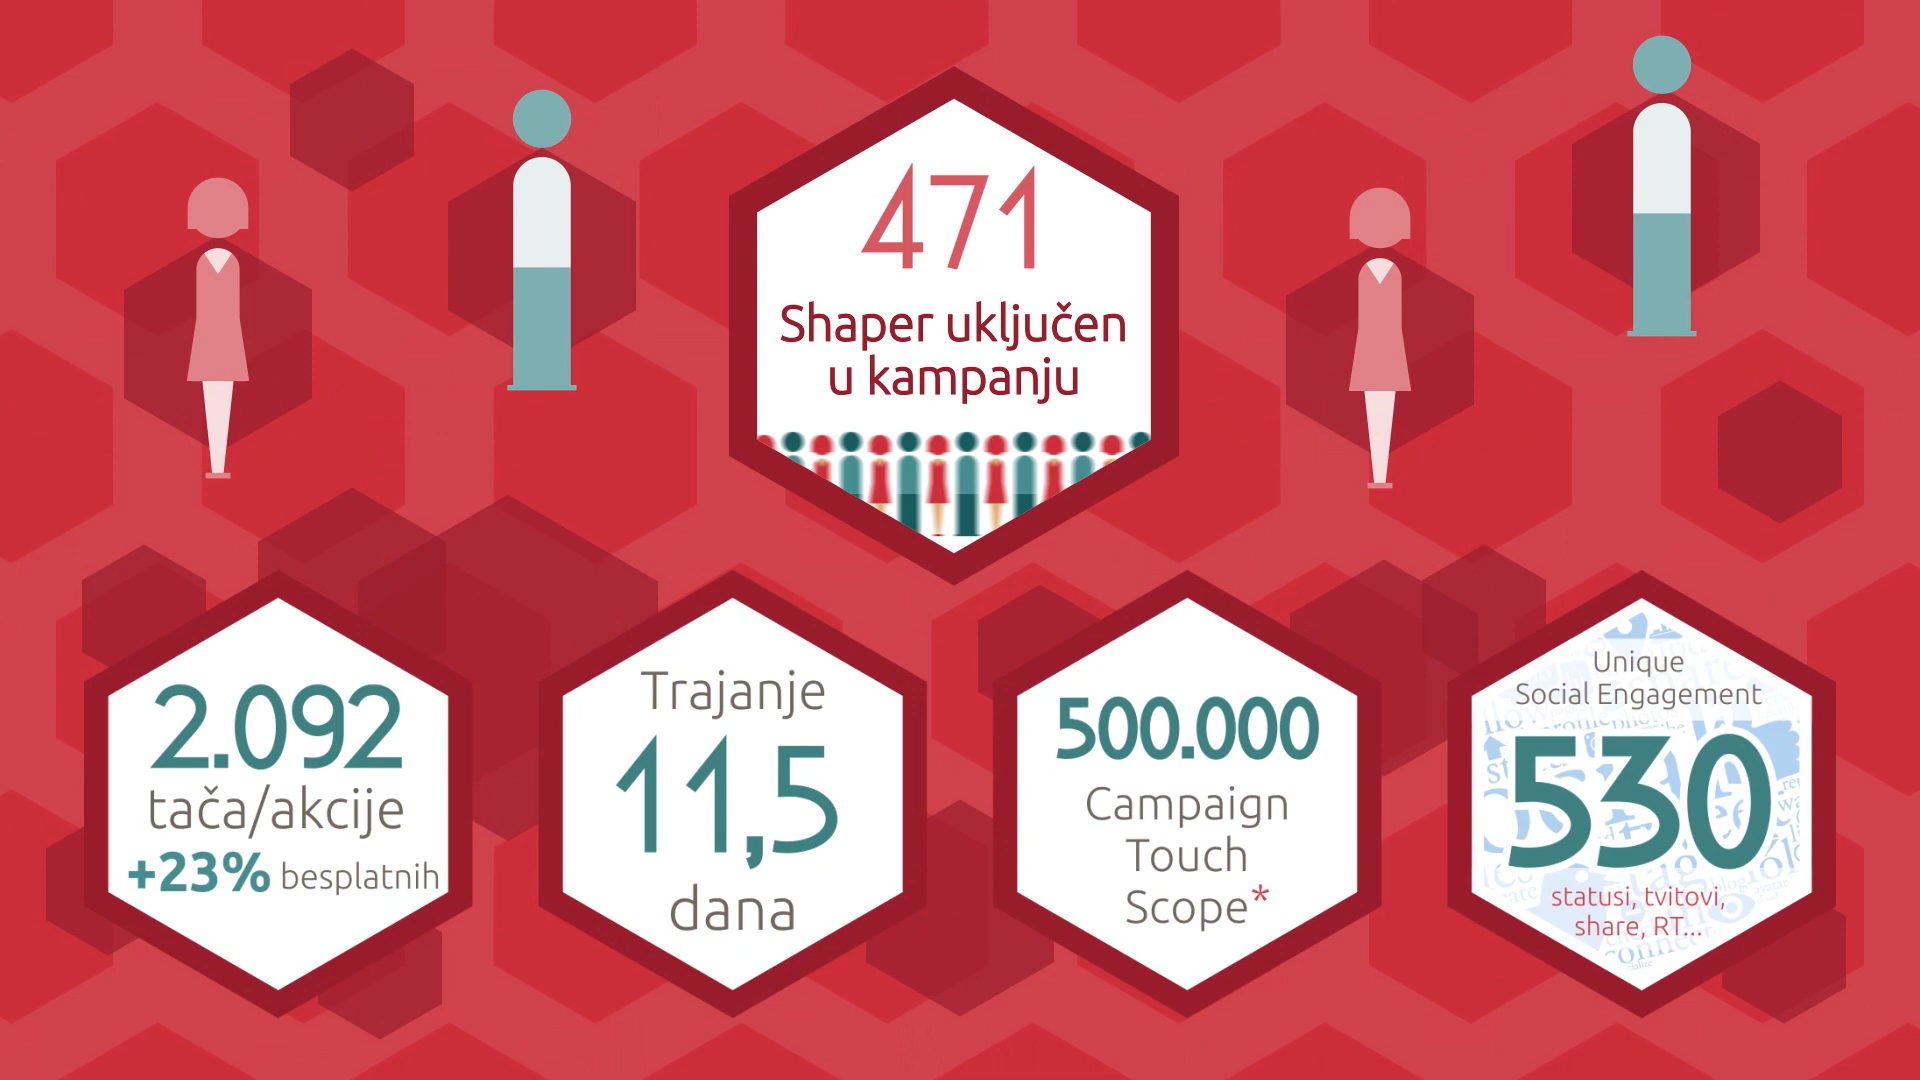 471
Shaper uključen
u kampanju
2.092
tača/akcije
+23% besplatnih
Trajanje
11,5
dana
500.000
Campaign
Touch
Scope*
Unique
Social Engagement
530
statusi, tvitovi,
share, RT...